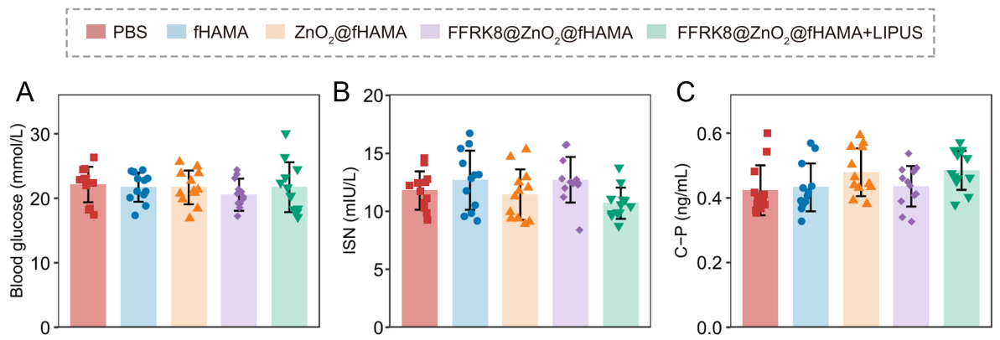 PBS fHAMA ZnO₂@fHAMA FFRK8@ZnO₂@fHAMA FFRK8@ZnO₂@fHAMA+LIPUS
A
Blood glucose (mmol/L)
30
20
10
0
B
ISN (mIU/L)
20
15
10
5
0
C
C–P (ng/mL)
0.6
0.4
0.2
0.0